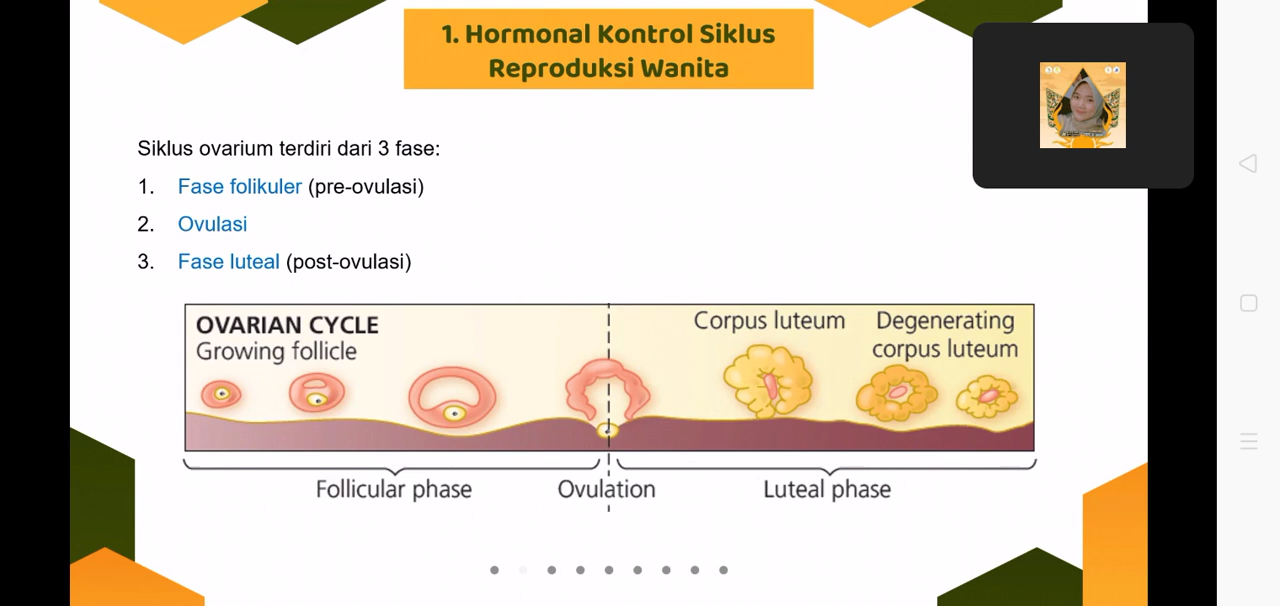 1. Hormonal Kontrol Siklus
Reproduksi Wanita
Siklus ovarium terdiri dari 3 fase:
1. Fase folikuler (pre-ovulasi)
2. Ovulasi
3. Fase luteal (post-ovulasi)
OVARIAN CYCLE
Growing follicle
Corpus luteum
Degenerating
corpus luteum
Follicular phase
Ovulation
Luteal phase